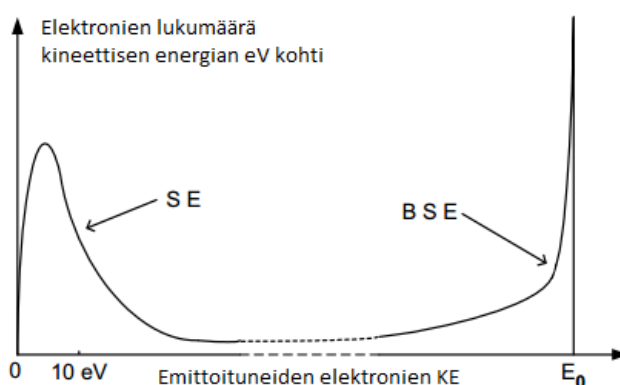 Elektronien lukumäärä
kineettisen energian eV kohti
S E
B S E
0
10 eV
Emittoituneiden elektronien KE
E₀